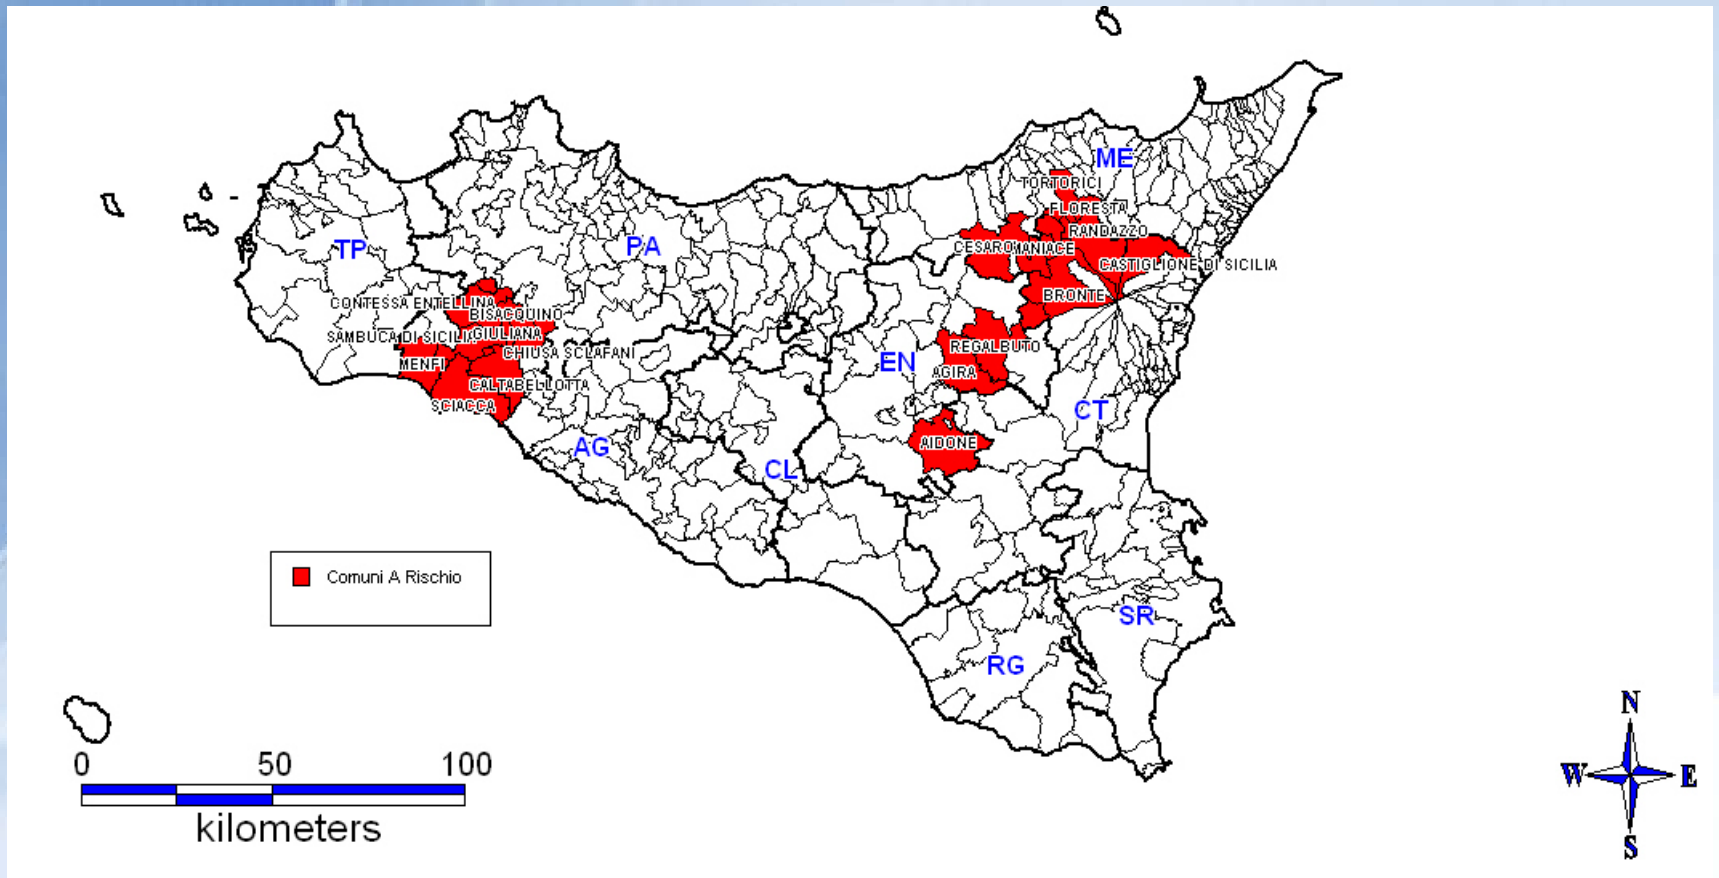 ME
TORTORICI
FLORESTA
RANDAZZO
CESARO'
MANIACE
CASTIGLIONE DI SICILIA
BRONTE
TP
PA
CONTESSA ENTELLINA
BISACQUINO
SAMBUCA DI SICILIA
GIULIANA
CHIUSA SCLAFANI
MENFI
CALTABELLOTTA
SCIACCA
EN
REGALBUTO
AGIRA
CT
AIDONE
AG
CL
SR
RG
Comuni A Rischio
0 50 100
kilometers
N
W E
S